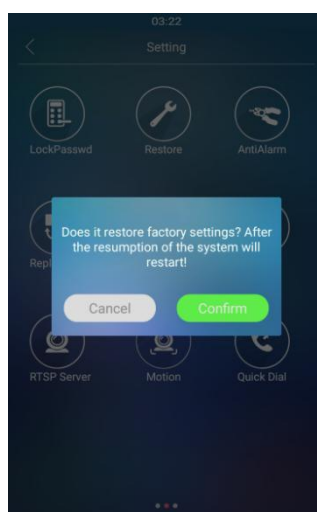 03:22
Setting
LockPasswd
Restore
AntiAlarm
Does it restore factory settings? After
the resumption of the system will
restart!
Repl
Cancel
Confirm
RTSP Server
Motion
Quick Dial